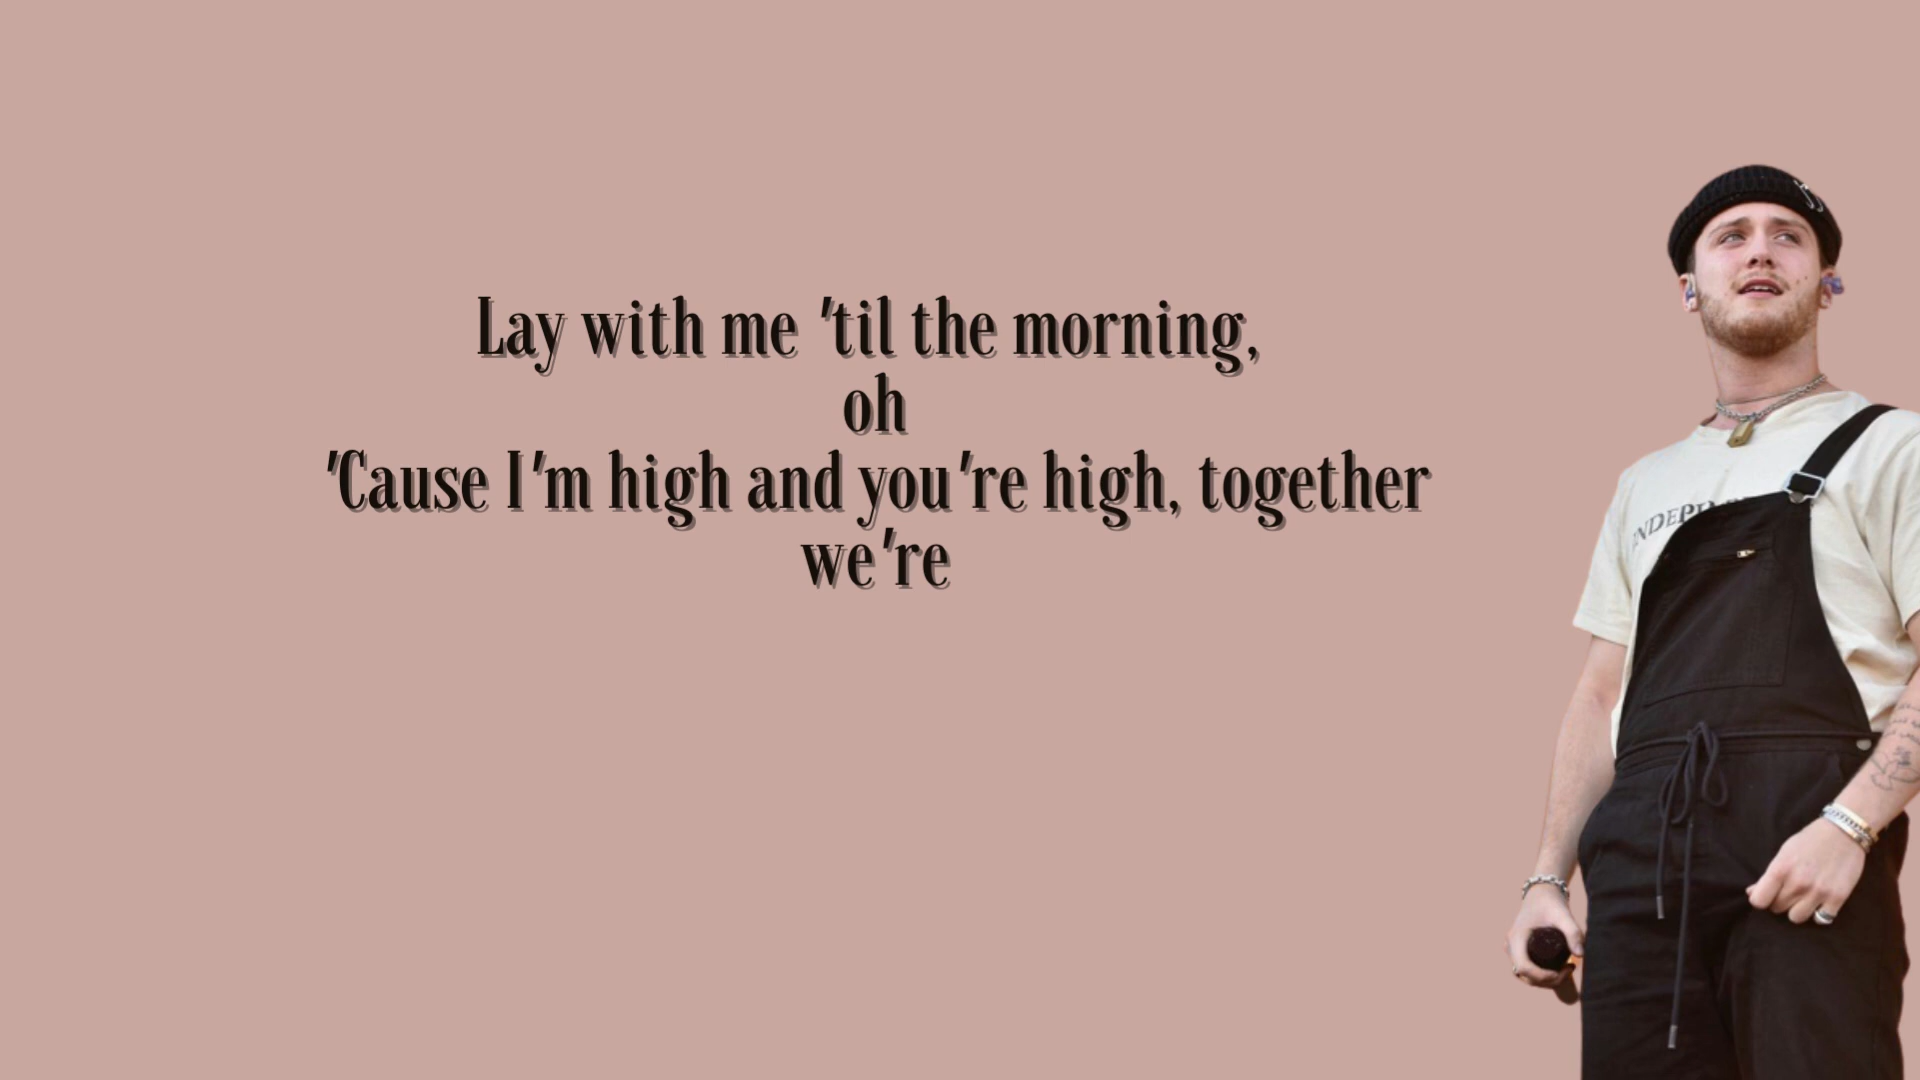 Lay with me 'til the morning,
oh
'Cause I'm high and you're high, together
we're